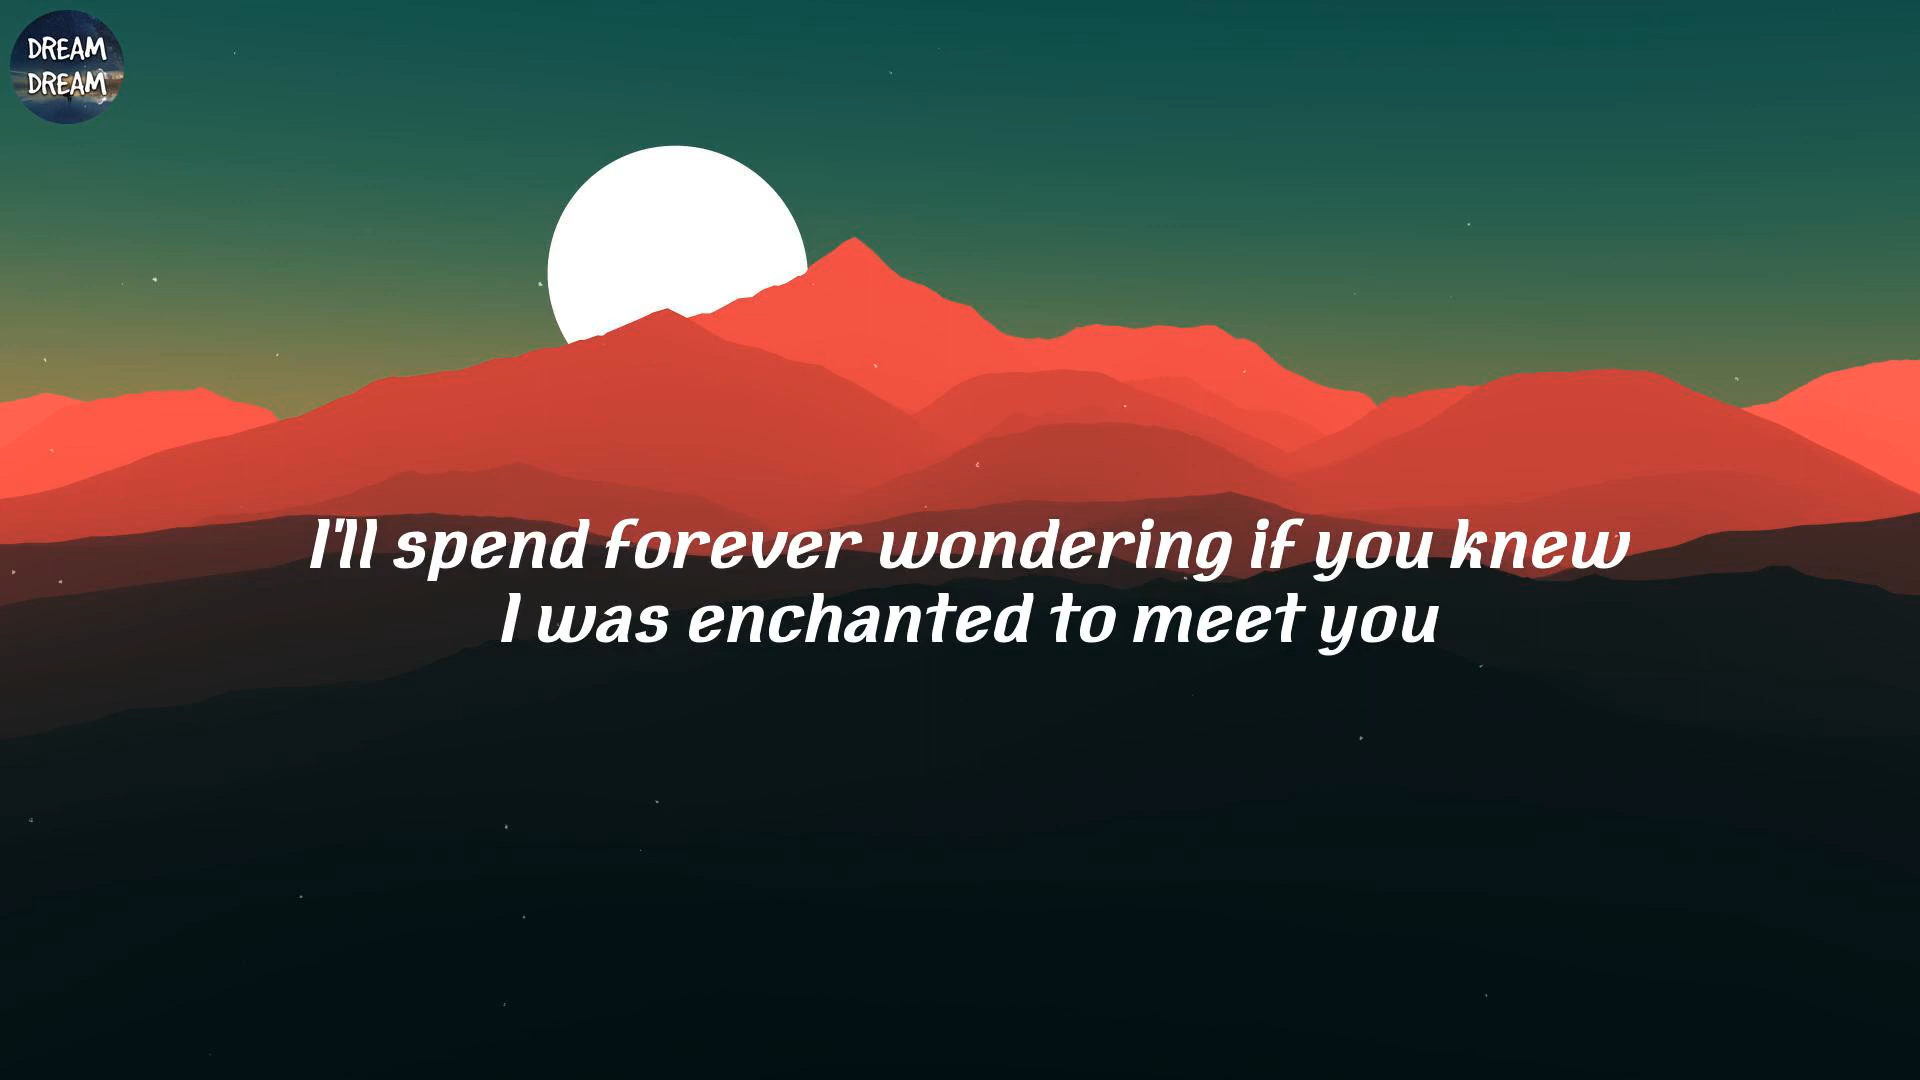 DREAM
DREAM
I'll spend forever wondering if you knew
I was enchanted to meet you